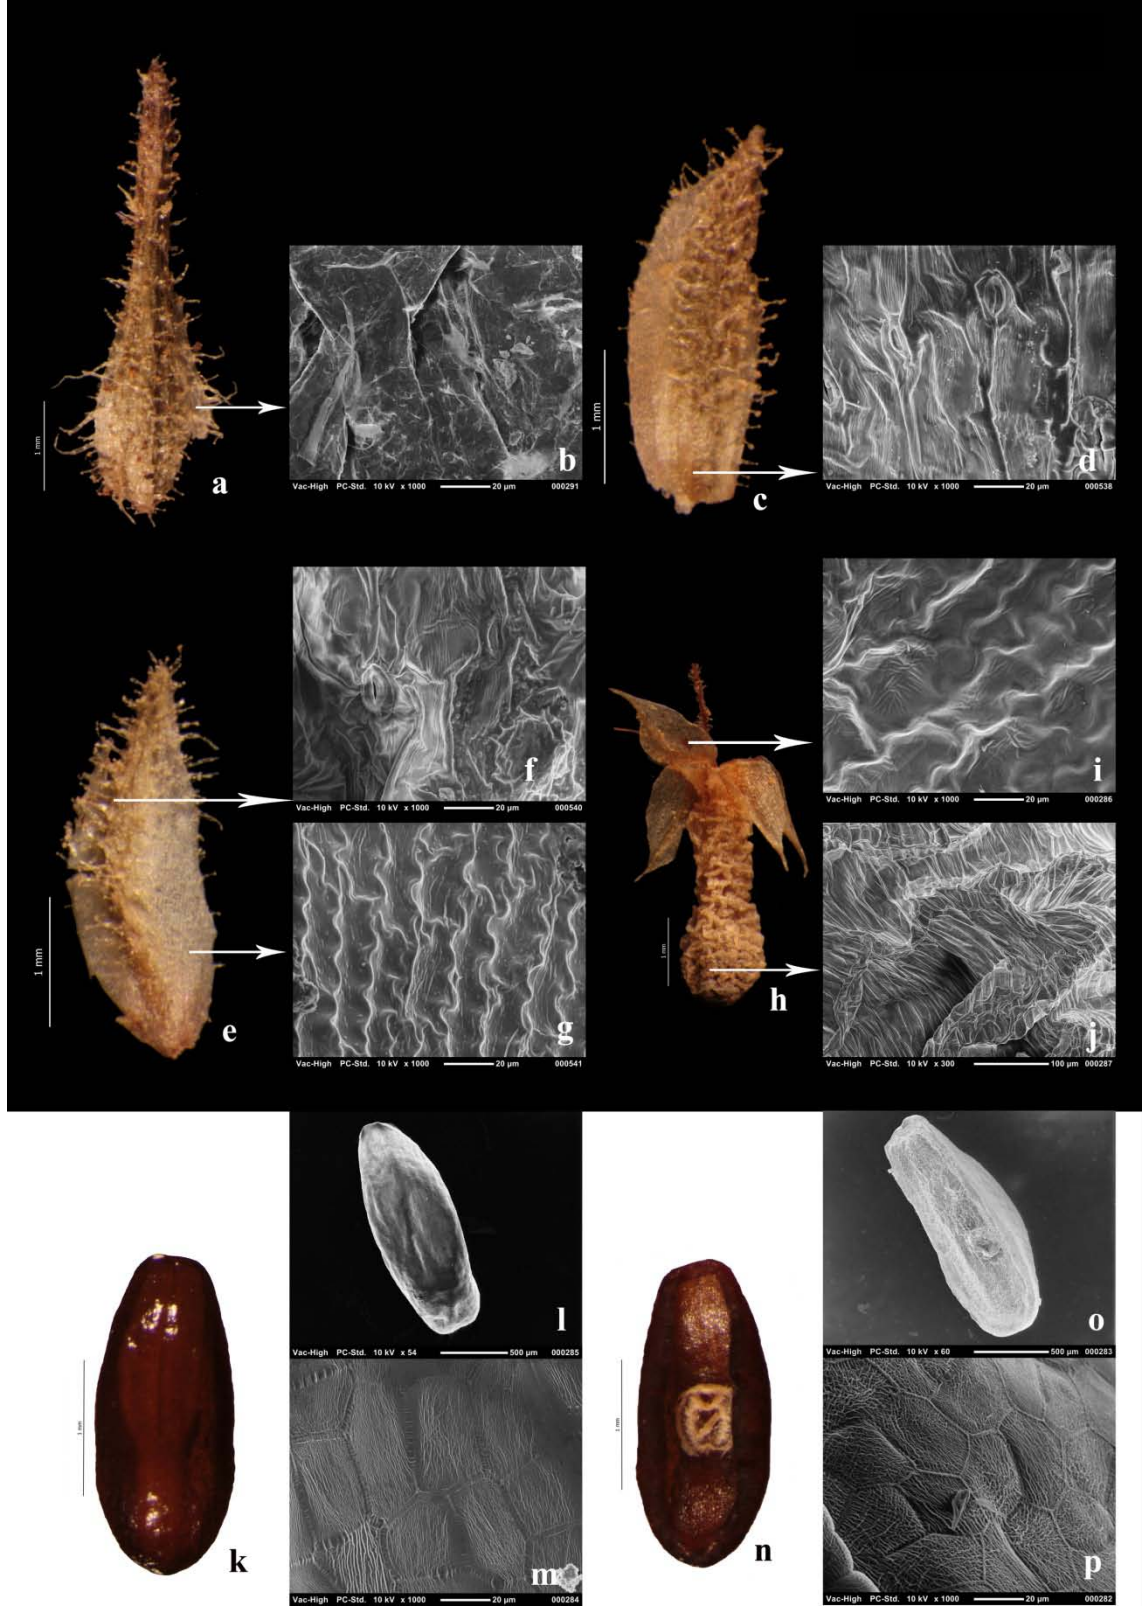 1 mm
a
b
Vac-High PC-Std. 10 kV x 1000 20 µm 000291
1 mm
c
d
Vac-High PC-Std. 10 kV x 1000 20 µm 000538
1 mm
e
f
Vac-High PC-Std. 10 kV x 1000 20 µm 000540
g
Vac-High PC-Std. 10 kV x 1000 20 µm 000541
1 mm
h
i
Vac-High PC-Std. 10 kV x 1000 20 µm 000286
j
Vac-High PC-Std. 10 kV x 300 100 µm 000287
1 mm
k
l
Vac-High PC-Std. 10 kV x 54 500 µm 000285
m
Vac-High PC-Std. 10 kV x 1000 20 µm 000284
1 mm
n
o
Vac-High PC-Std. 10 kV x 60 500 µm 000283
p
Vac-High PC-Std. 10 kV x 1000 20 µm 000282